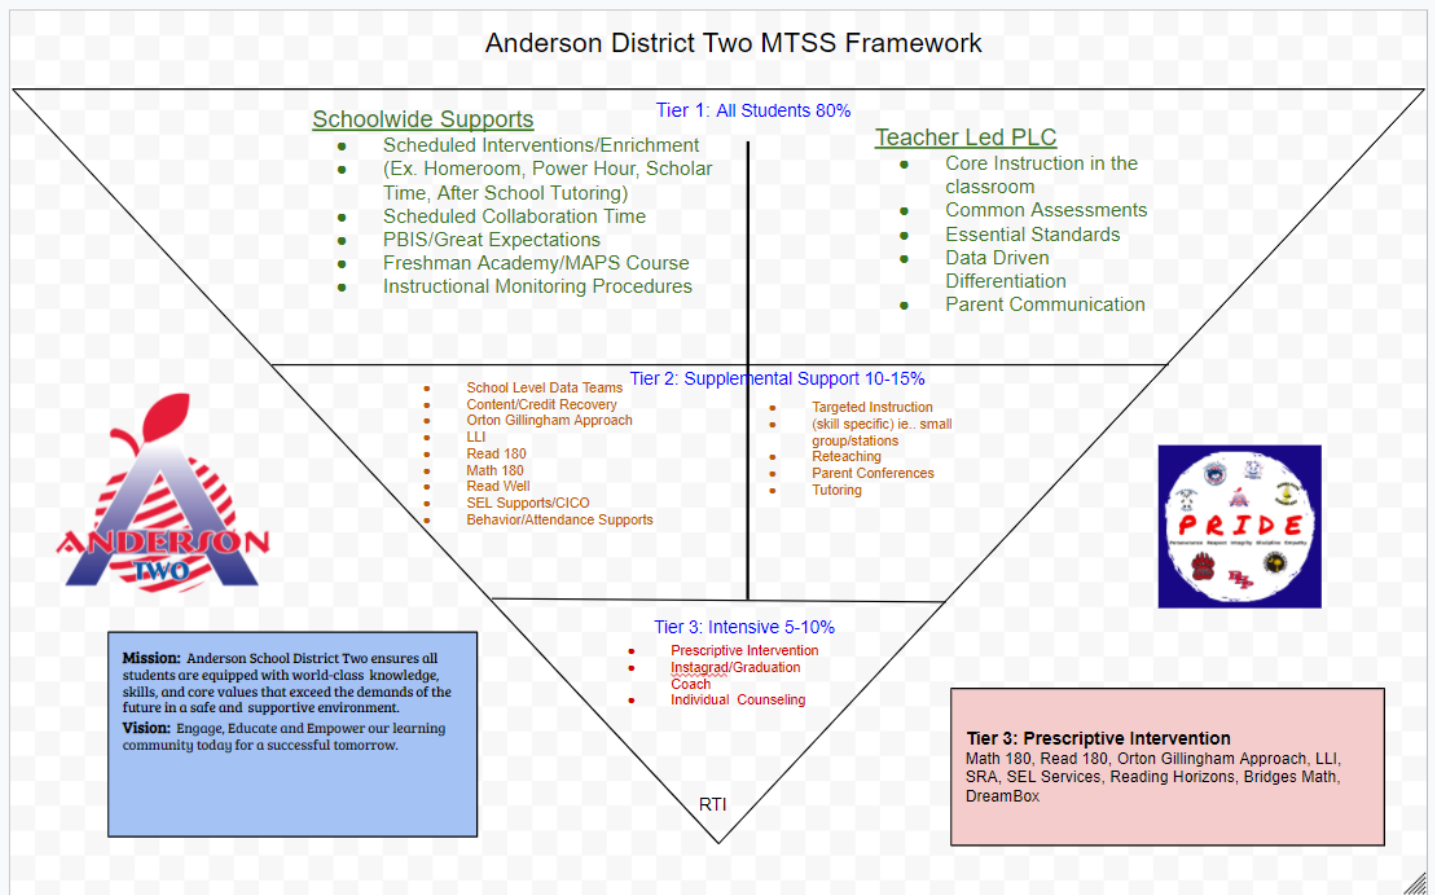 Anderson District Two MTSS Framework
Tier 1: All Students 80%
Schoolwide Supports
● Scheduled Interventions/Enrichment
● (Ex. Homeroom, Power Hour, Scholar
Time, After School Tutoring)
● Scheduled Collaboration Time
● PBIS/Great Expectations
● Freshman Academy/MAPS Course
● Instructional Monitoring Procedures
Teacher Led PLC
● Core Instruction in the
classroom
● Common Assessments
● Essential Standards
● Data Driven
Differentiation
● Parent Communication
Tier 2: Supplemental Support 10-15%
● School Level Data Teams
● Content/Credit Recovery
● Orton Gillingham Approach
● LLI
● Read 180
● Math 180
● Read Well
● SEL Supports/CICO
● Behavior/Attendance Supports
● Targeted Instruction
● (skill specific) ie.. small
group/stations
● Reteaching
● Parent Conferences
● Tutoring
ANDERSON
TWO
PRIDE
Perseverance Respect Integrity Discipline Empathy
Tier 3: Intensive 5-10%
● Prescriptive Intervention
● Instagrad/Graduation
Coach
● Individual Counseling
RTI
Mission: Anderson School District Two ensures all
students are equipped with world-class knowledge,
skills, and core values that exceed the demands of the
future in a safe and supportive environment.
Vision: Engage, Educate and Empower our learning
community today for a successful tomorrow.
Tier 3: Prescriptive Intervention
Math 180, Read 180, Orton Gillingham Approach, LLI,
SRA, SEL Services, Reading Horizons, Bridges Math,
DreamBox